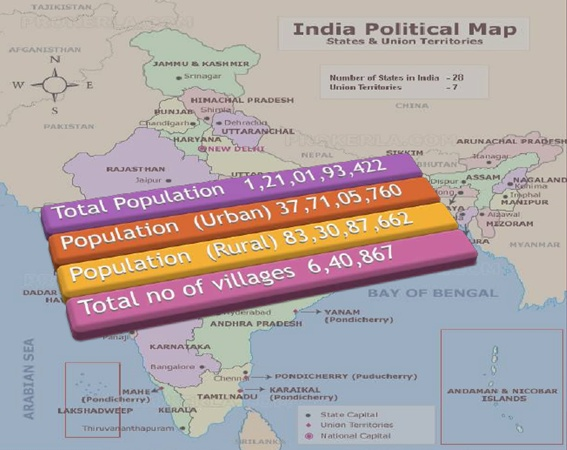 TAJIKISTAN
India Political Map
States & Union Territories
AFGHANISTAN
N
W
E
S
JAMMU & KASHMIR
Srinagar
Number of States in India - 28
Union Territories - 7
HIMACHAL PRADESH
Shimla
CHINA
PUNJAB
Chandigarh
Dehradun
PAKISTAN
UTTARANCHAL
HARYANA
NEW DELHI
NEPAL
ARUNACHAL PRADESH
SIKKIM
BHUTAN
Itanagar
RAJASTHAN
Jaipur
UTTAR
Dispur
ASSAM
NAGALAND
Kohima
Imphal
MANIPUR
Aizawal
MIZORAM
MYANMAR
Total Population 1,21,01,93,422
Population (Urban) 37,71,05,760
Population (Rural) 83,30,87,662
Total no of villages 6,40,867
BAY OF BENGAL
DADAR
YANAM
(Pondicherry)
ANDHRA PRADESH
Panaji
KARNATAKA
Bangalore
Chennai
PONDICHERRY (Puducherry)
ARABIAN SEA
MAHE
(Pondicherry)
KARAIKAL
(Pondicherry)
TAMILNADU
ANDAMAN & NICOBAR
ISLANDS
LAKSHADWEEP
KERALA
State Capital
Union Territories
National Capital
Thiruvananthapuram
SRILANKA